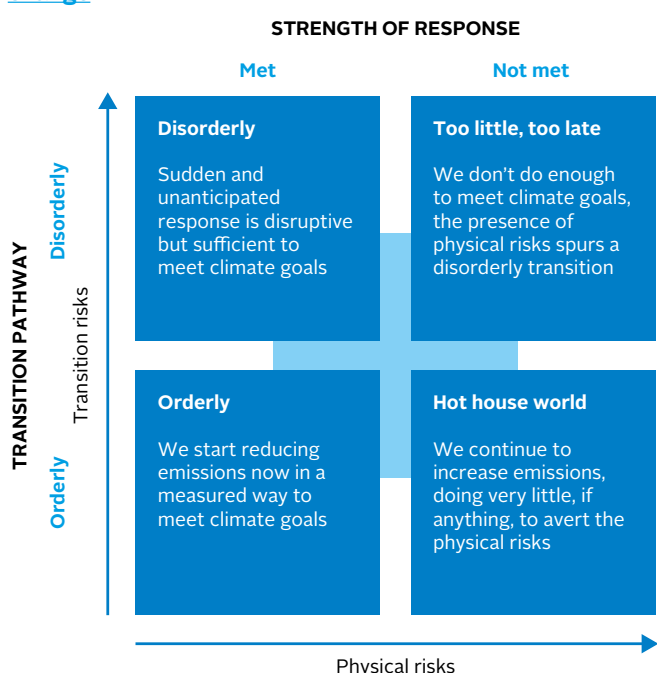 STRENGTH OF RESPONSE
Met
Not met
Disorderly
Sudden and
unanticipated
response is disruptive
but sufficient to
meet climate goals
Too little, too late
We don’t do enough
to meet climate goals,
the presence of
physical risks spurs a
disorderly transition
TRANSITION PATHWAY
Disorderly
Orderly
Transition risks
Orderly
We start reducing
emissions now in a
measured way to
meet climate goals
Hot house world
We continue to
increase emissions,
doing very little, if
anything, to avert the
physical risks
Physical risks